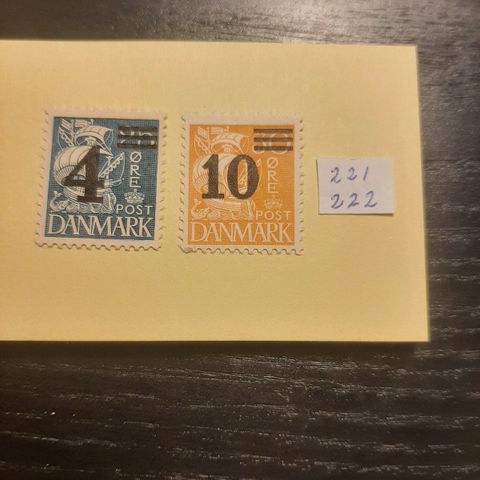 4
ØRE
POST
DANMARK
10
ØRE
POST
DANMARK
221
222